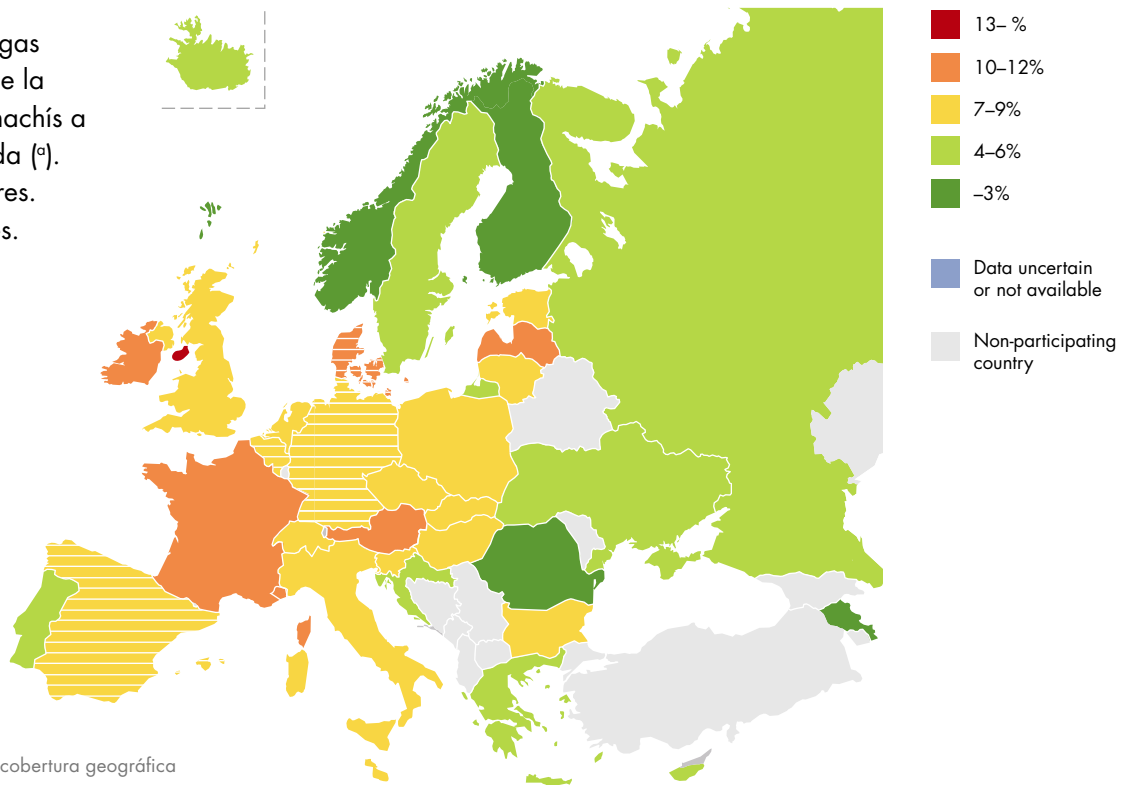 gas
e la
achís a
da (ª).
res.
s.
13– %
10–12%
7–9%
4–6%
–3%
Data uncertain
or not available
Non-participating
country
cobertura geográfica